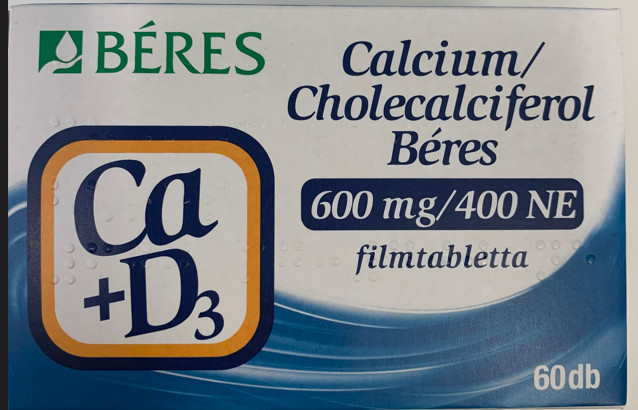 BÉRES
Calcium/
Cholecalciferol
Béres
600 mg/400 NE
filmtabletta
Ca
+D3
60db